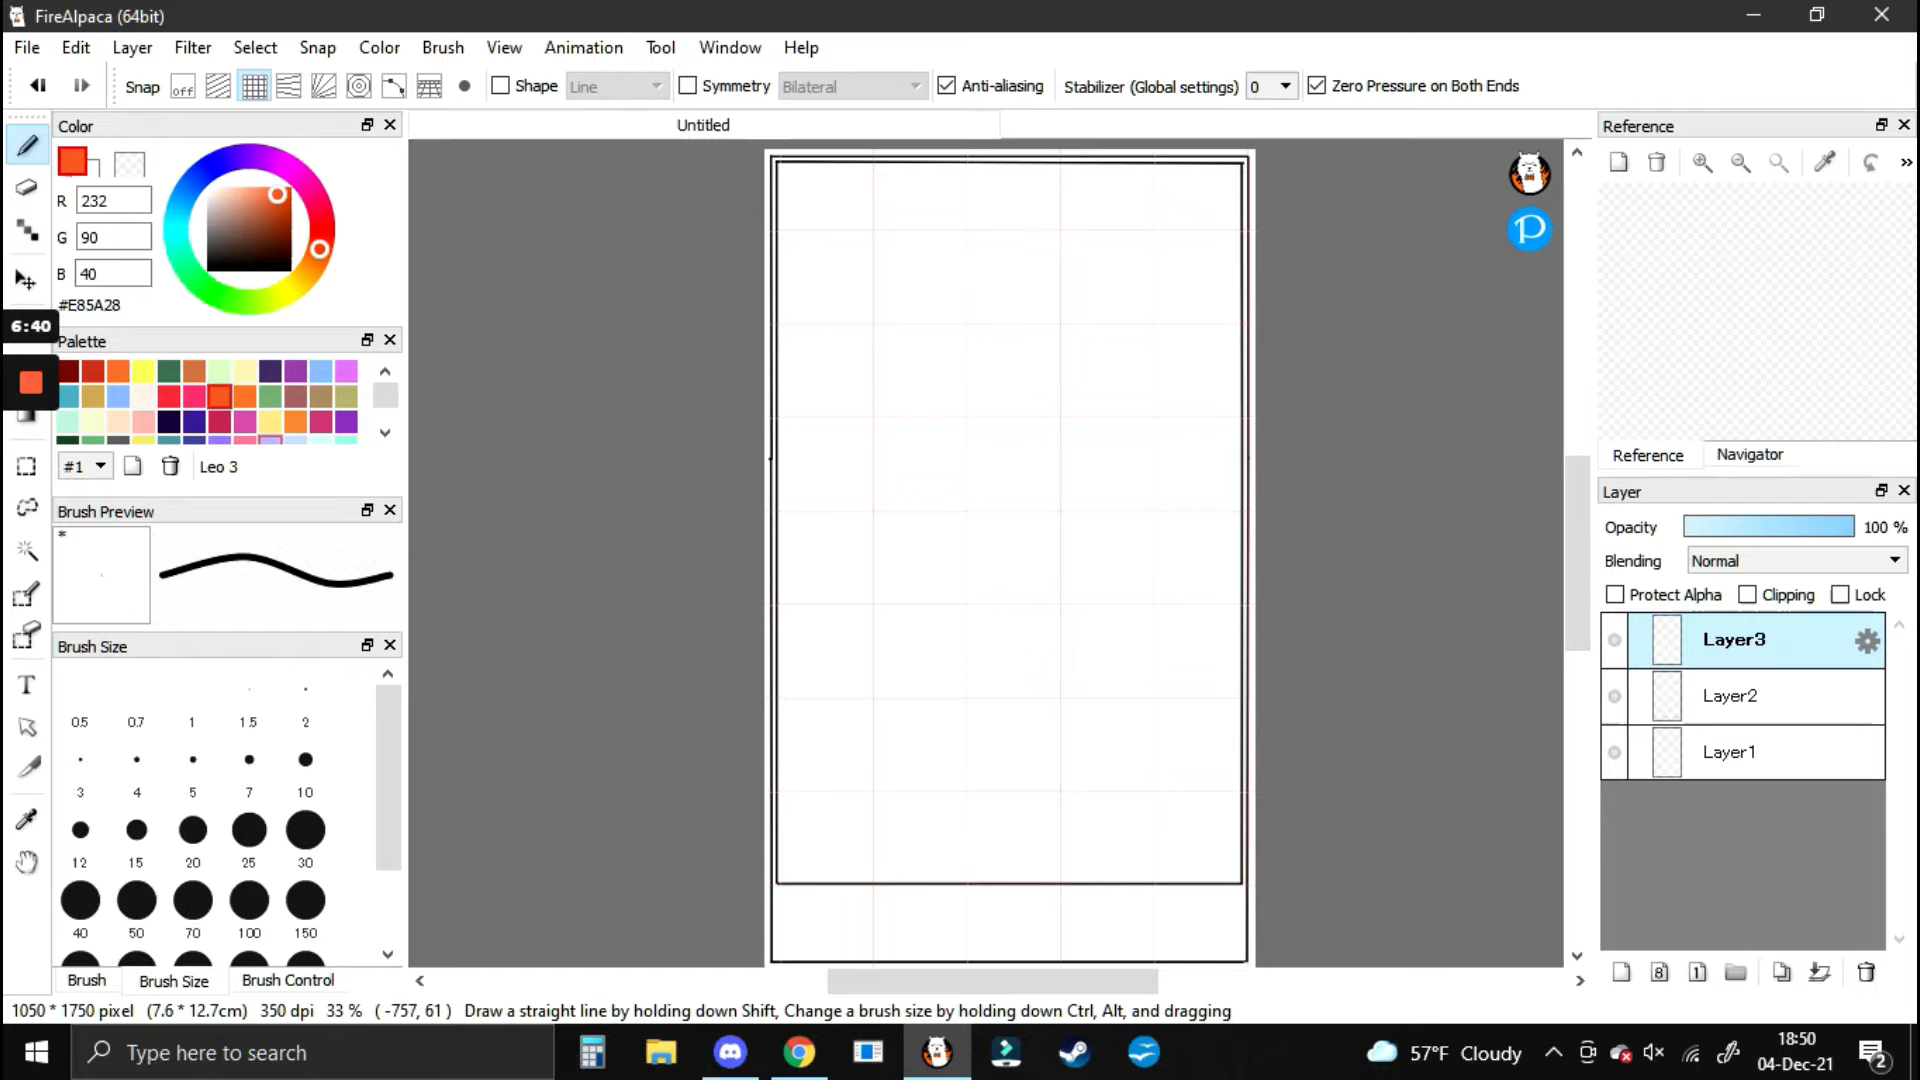 FireAlpaca (64bit)
File Edit Layer Filter Select Snap Color Brush View Animation Tool Window Help
Snap off Shape Line Symmetry Bilateral Anti-aliasing Stabilizer (Global settings) 0 Zero Pressure on Both Ends
Color
Untitled
Reference
R 232
G 90
B 40
#E85A28
6:40
Palette
#1 Leo 3
Reference Navigator
Layer
Brush Preview
*
Opacity 100 %
Blending Normal
Protect Alpha Clipping Lock
Layer3
Layer2
Layer1
Brush Size
0.5 0.7 1 1.5 2
3 4 5 7 10
12 15 20 25 30
40 50 70 100 150
Brush Brush Size Brush Control
8 1
1050 * 1750 pixel (7.6 * 12.7cm) 350 dpi 33 % ( -757, 61 ) Draw a straight line by holding down Shift, Change a brush size by holding down Ctrl, Alt, and dragging
Type here to search
57°F Cloudy
18:50
04-Dec-21
2